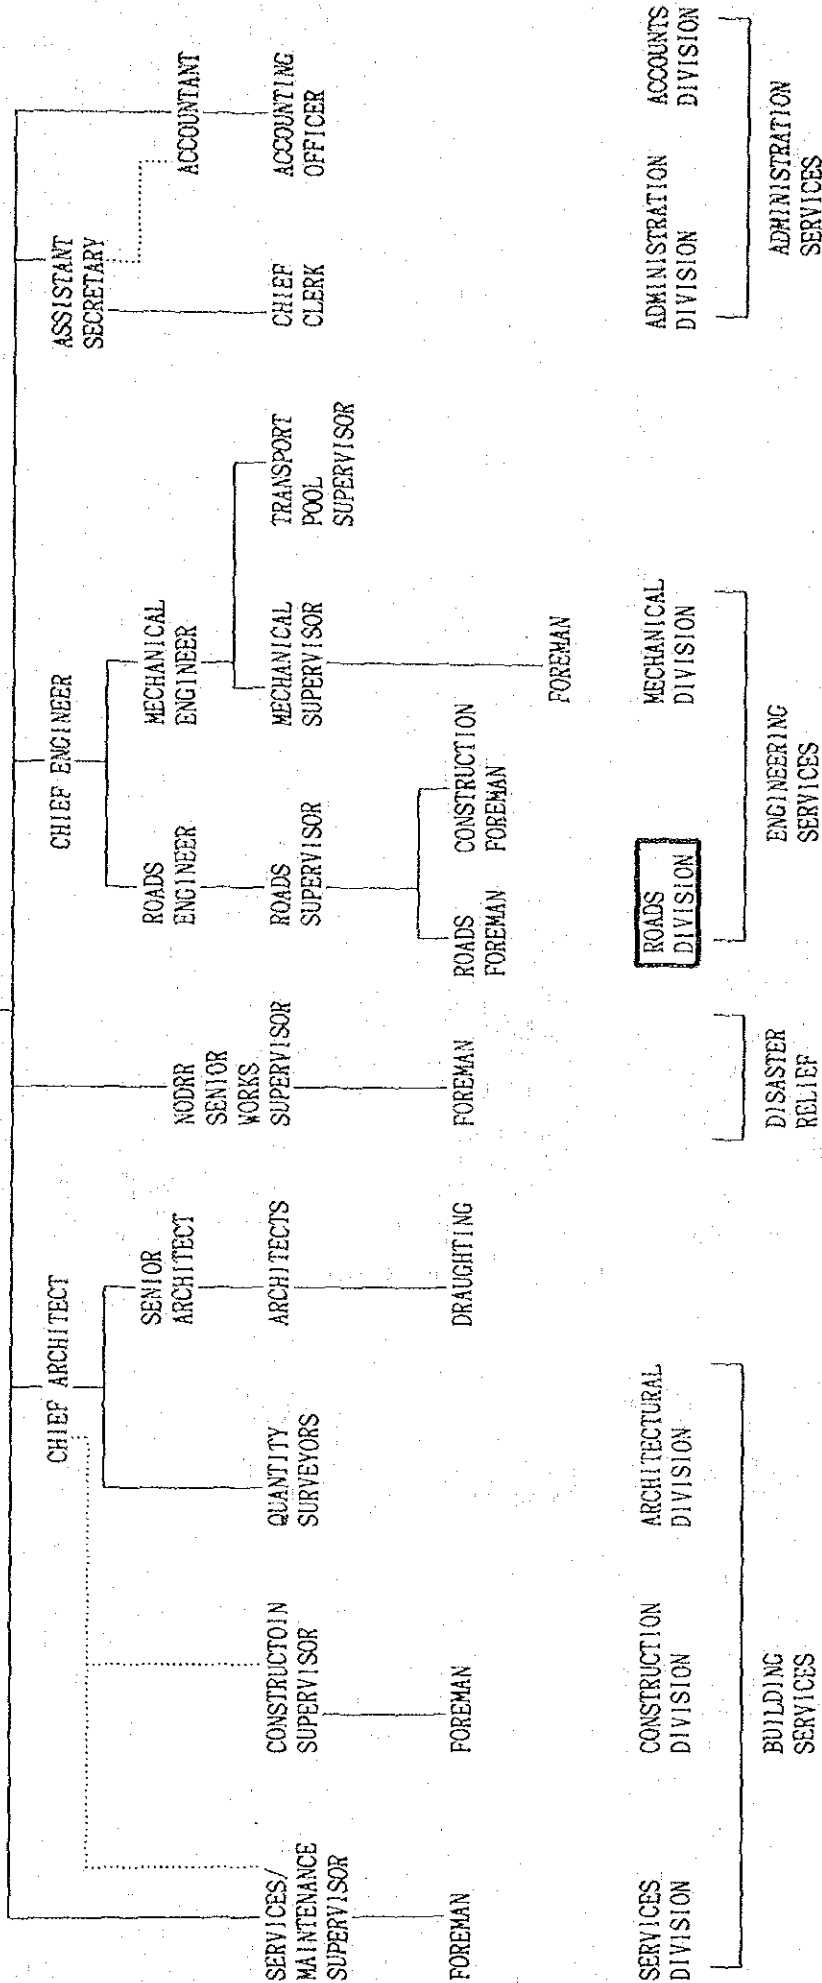 CHIEF ARCHITECT
CHIEF ENGINEER
ASSISTANT
SECRETARY
SENIOR
ARCHITECT
NODRR
SENIOR
WORKS
SUPERVISOR
ROADS
ENGINEER
MECHANICAL
ENGINEER
ACCOUNTANT
SERVICES/
MAINTENANCE
SUPERVISOR
CONSTRUCTOIN
SUPERVISOR
QUANTITY
SURVEYORS
ARCHITECTS
ROADS
SUPERVISOR
MECHANICAL
SUPERVISOR
TRANSPORT
POOL
SUPERVISOR
CHIEF
CLERK
ACCOUNTING
OFFICER
FOREMAN
FOREMAN
DRAUGHTING
FOREMAN
ROADS
FOREMAN
CONSTRUCTION
FOREMAN
FOREMAN
SERVICES
DIVISION
CONSTRUCTION
DIVISION
ARCHITECTURAL
DIVISION
ROADS
DIVISION
MECHANICAL
DIVISION
ADMINISTRATION
DIVISION
ACCOUNTS
DIVISION
BUILDING
SERVICES
DISASTER
RELIEF
ENGINEERING
SERVICES
ADMINISTRATION
SERVICES